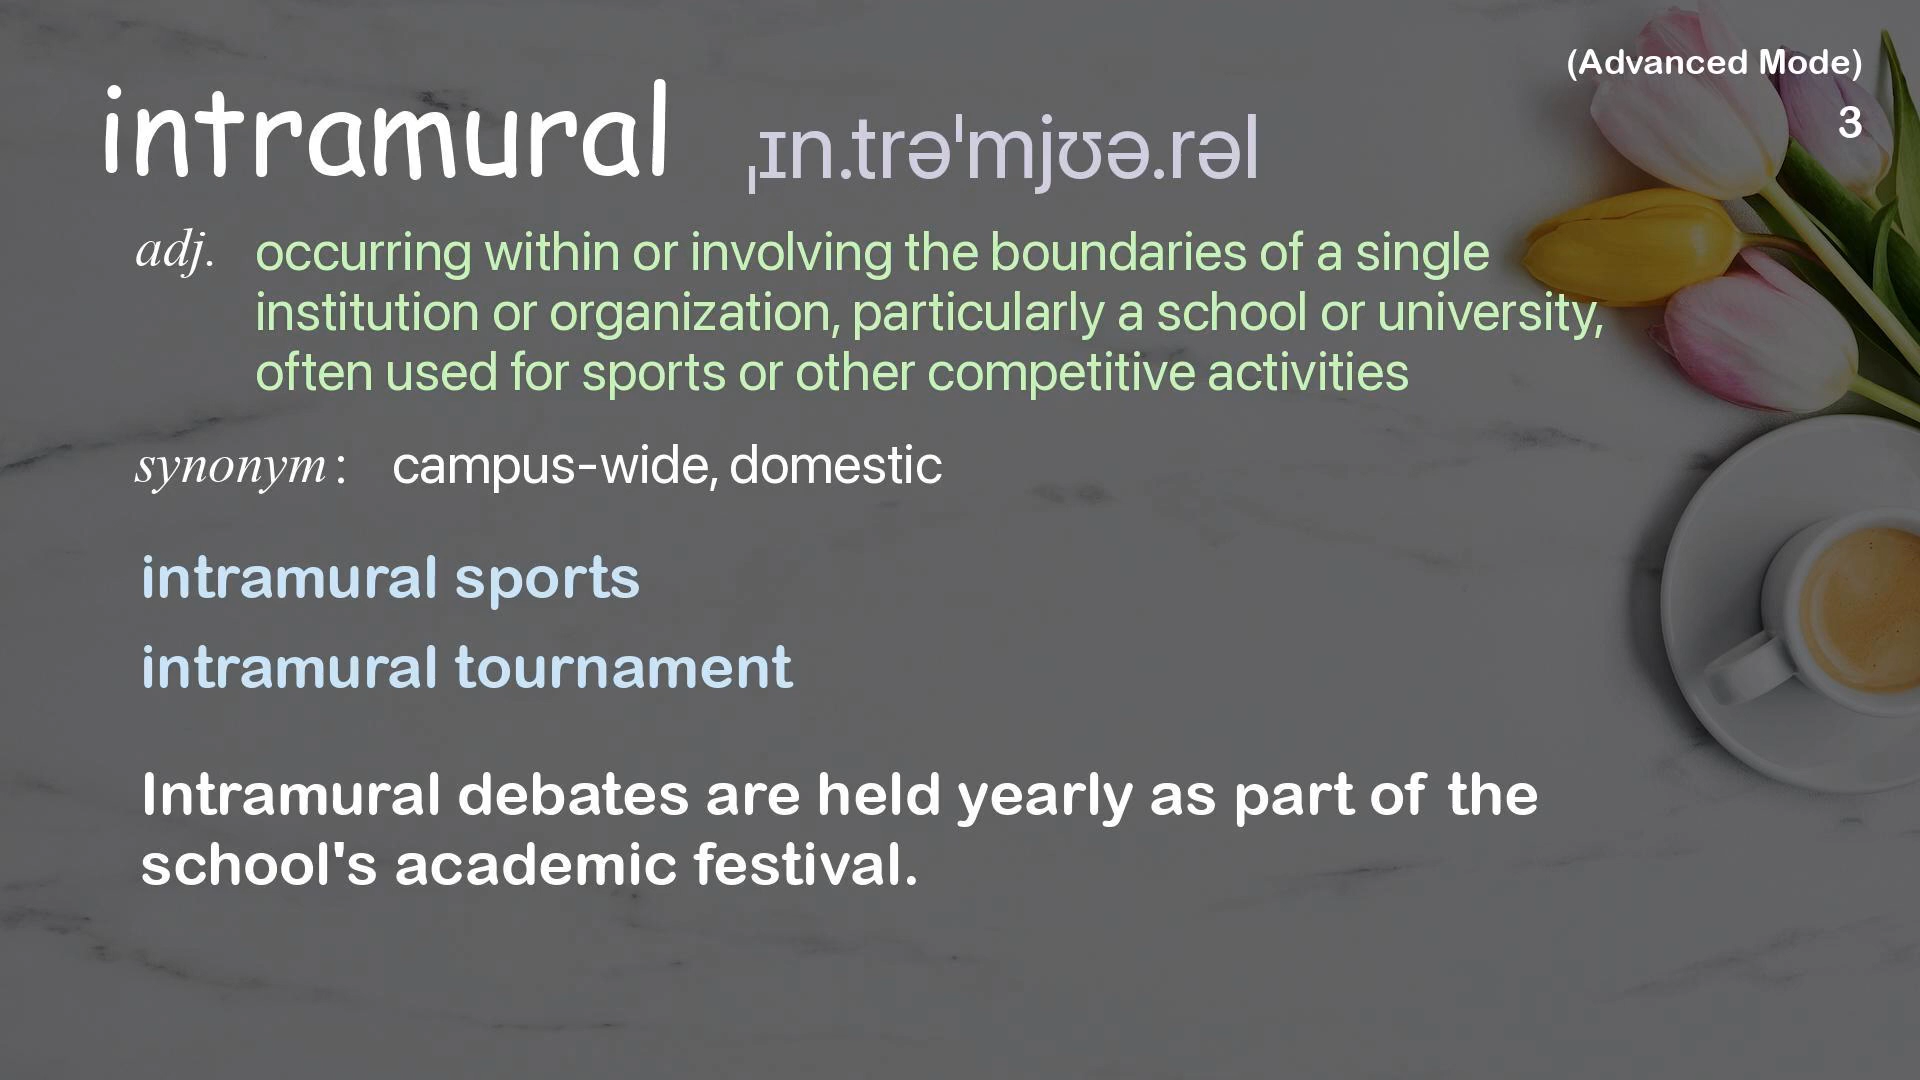 (Advanced Mode)
3
intramural ˌɪn.trəˈmjʊə.rəl
adj. occurring within or involving the boundaries of a single
institution or organization, particularly a school or university,
often used for sports or other competitive activities
synonym : campus-wide, domestic
intramural sports
intramural tournament
Intramural debates are held yearly as part of the
school's academic festival.